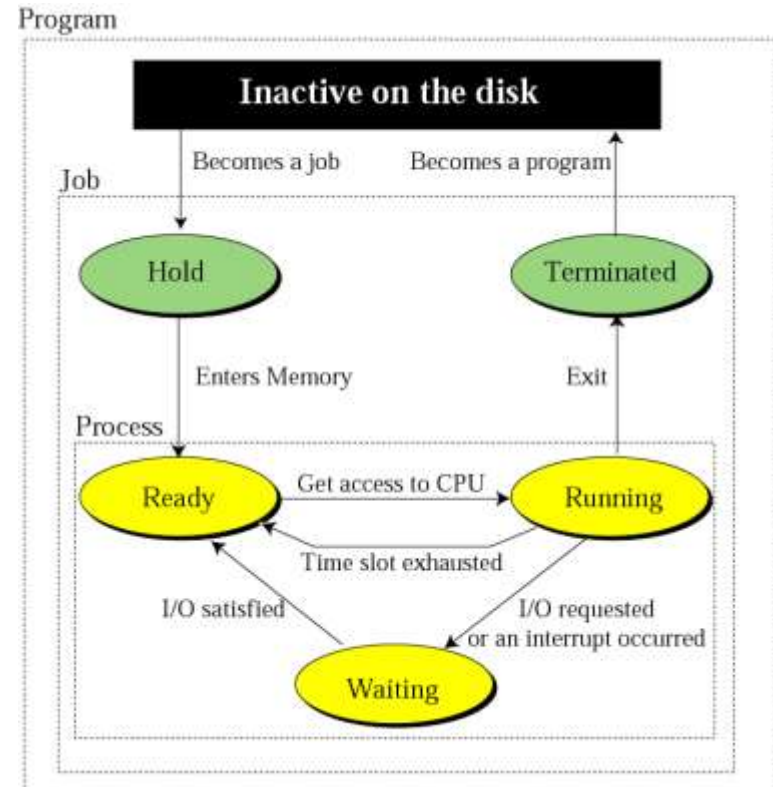 Program
Inactive on the disk
Becomes a job
Becomes a program
Job
Hold
Terminated
Enters Memory
Exit
Process
Ready
Get access to CPU
Running
Time slot exhausted
I/O satisfied
I/O requested
or an interrupt occurred
Waiting